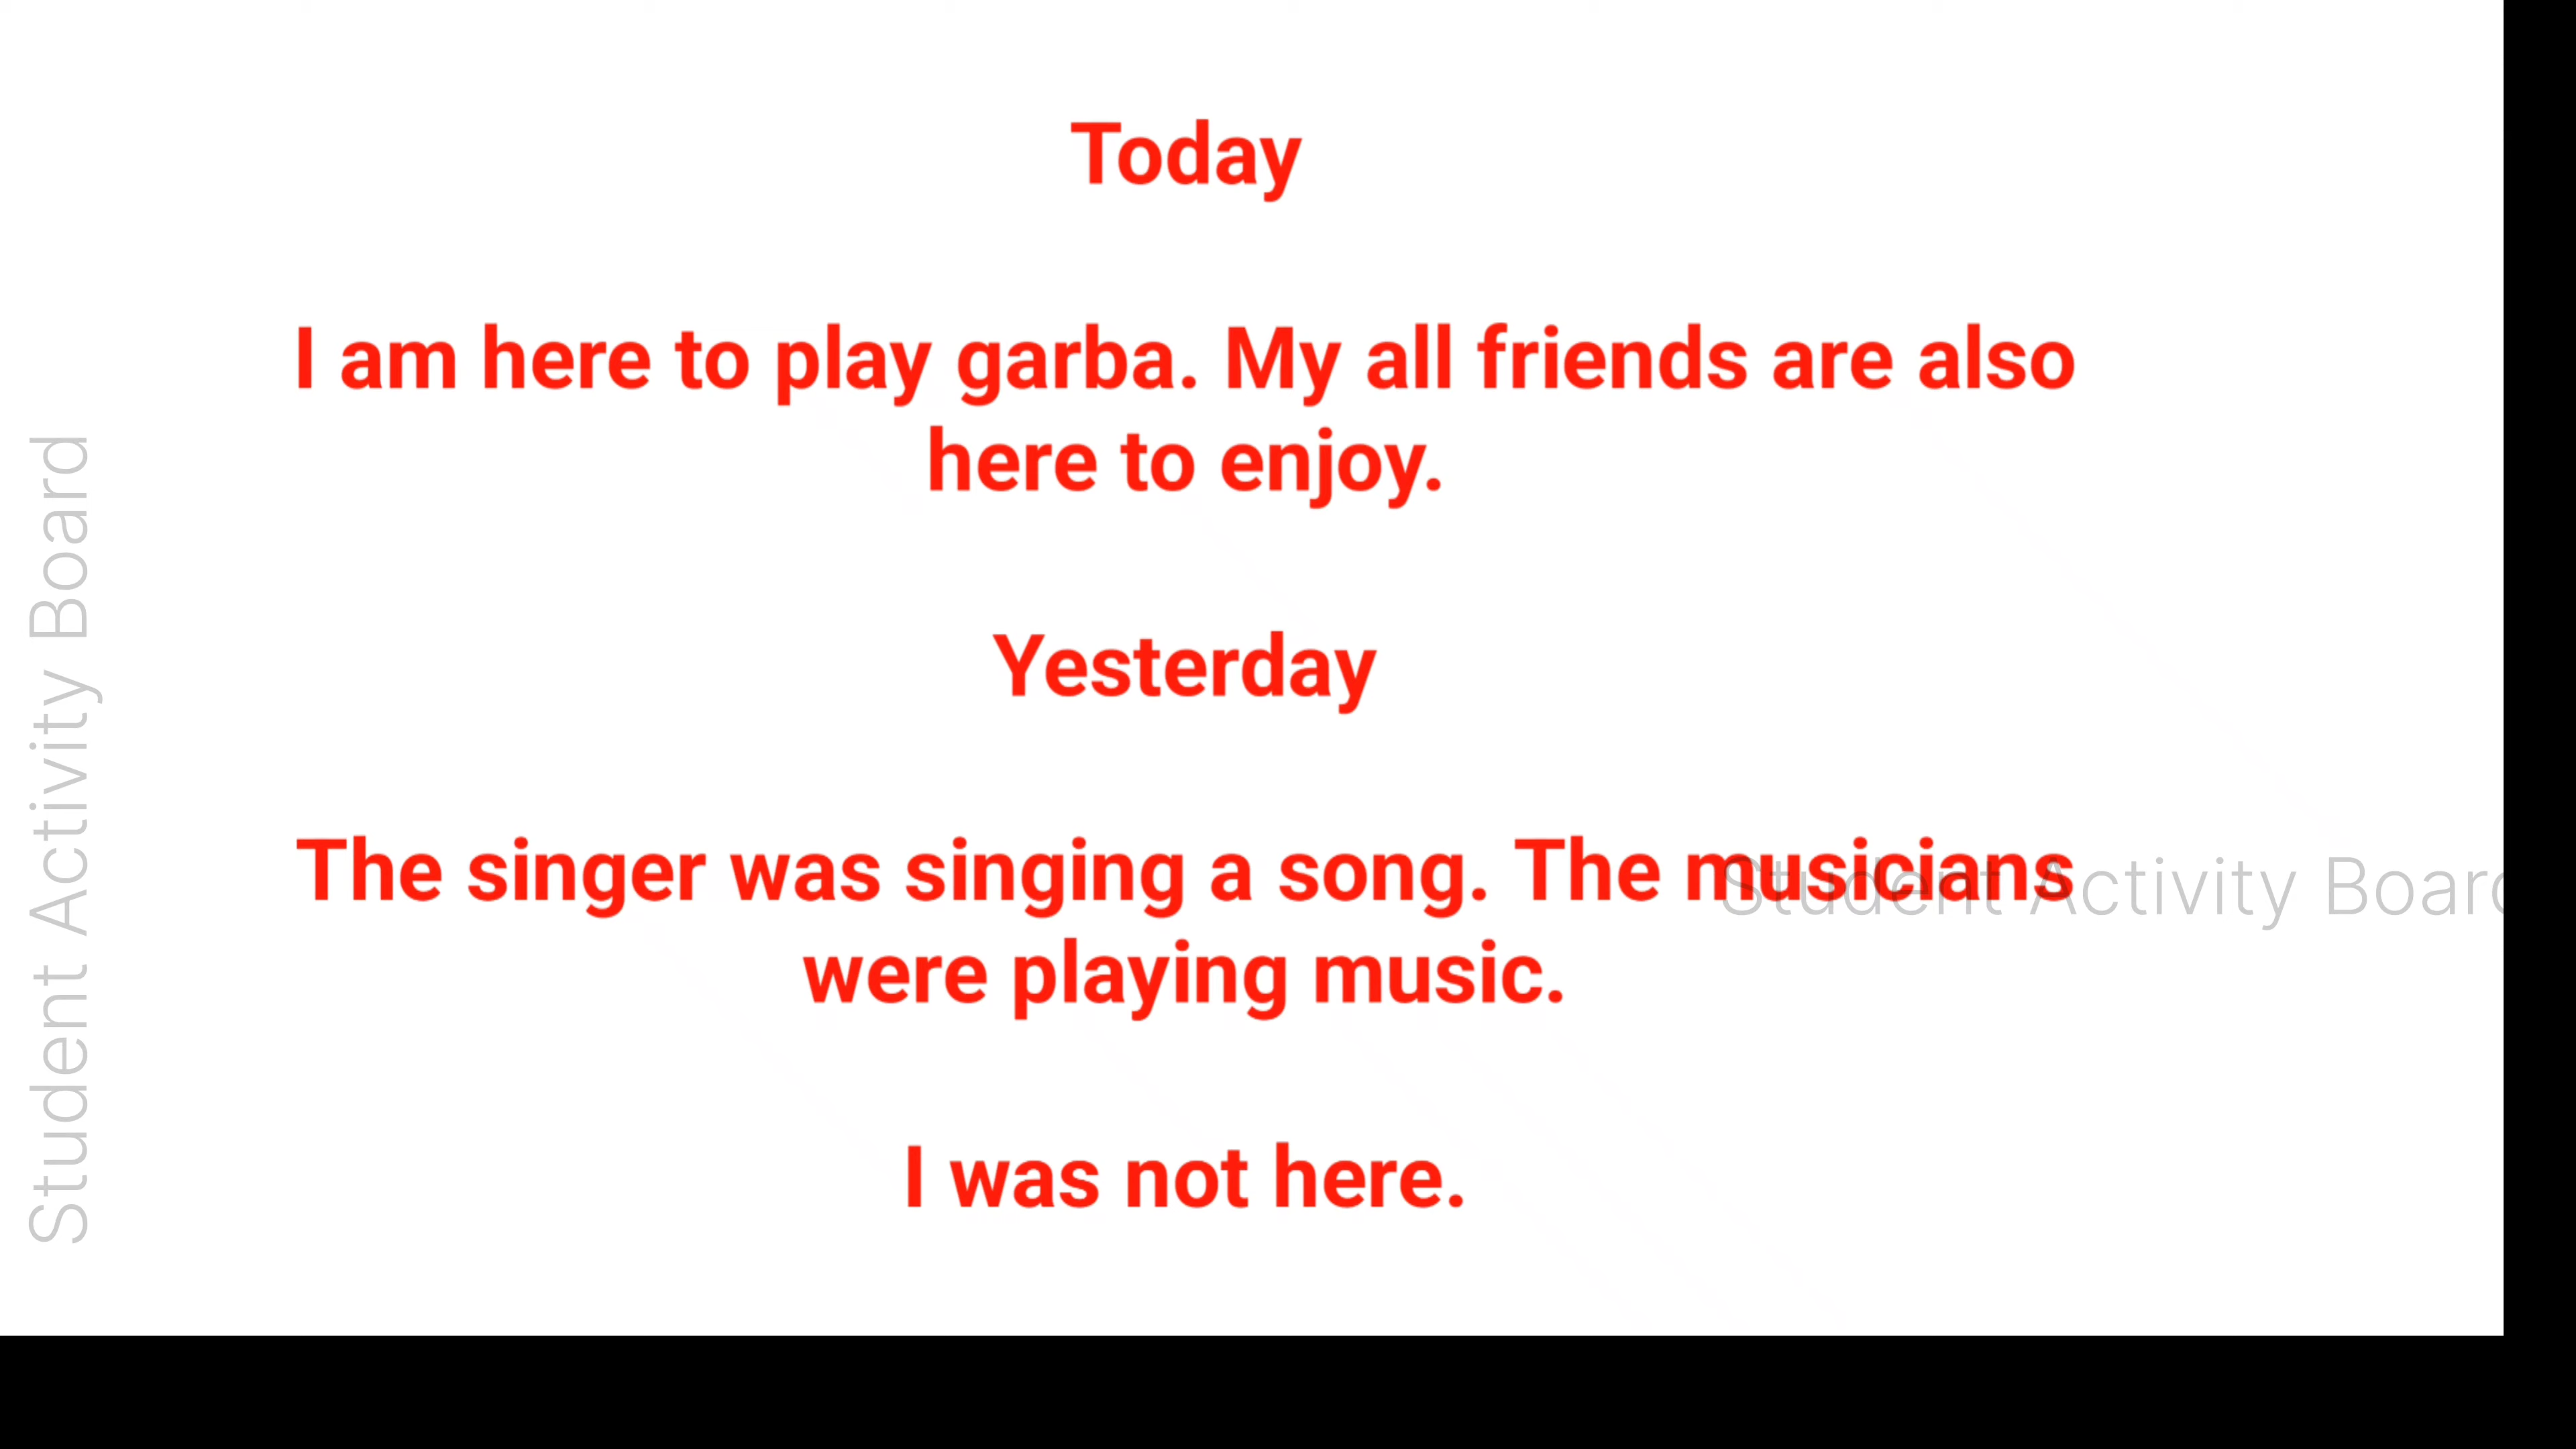 Today
I am here to play garba. My all friends are also
here to enjoy.
Yesterday
The singer was singing a song. The musicians
were playing music.
I was not here.
Student Activity Board
Student Activity Board